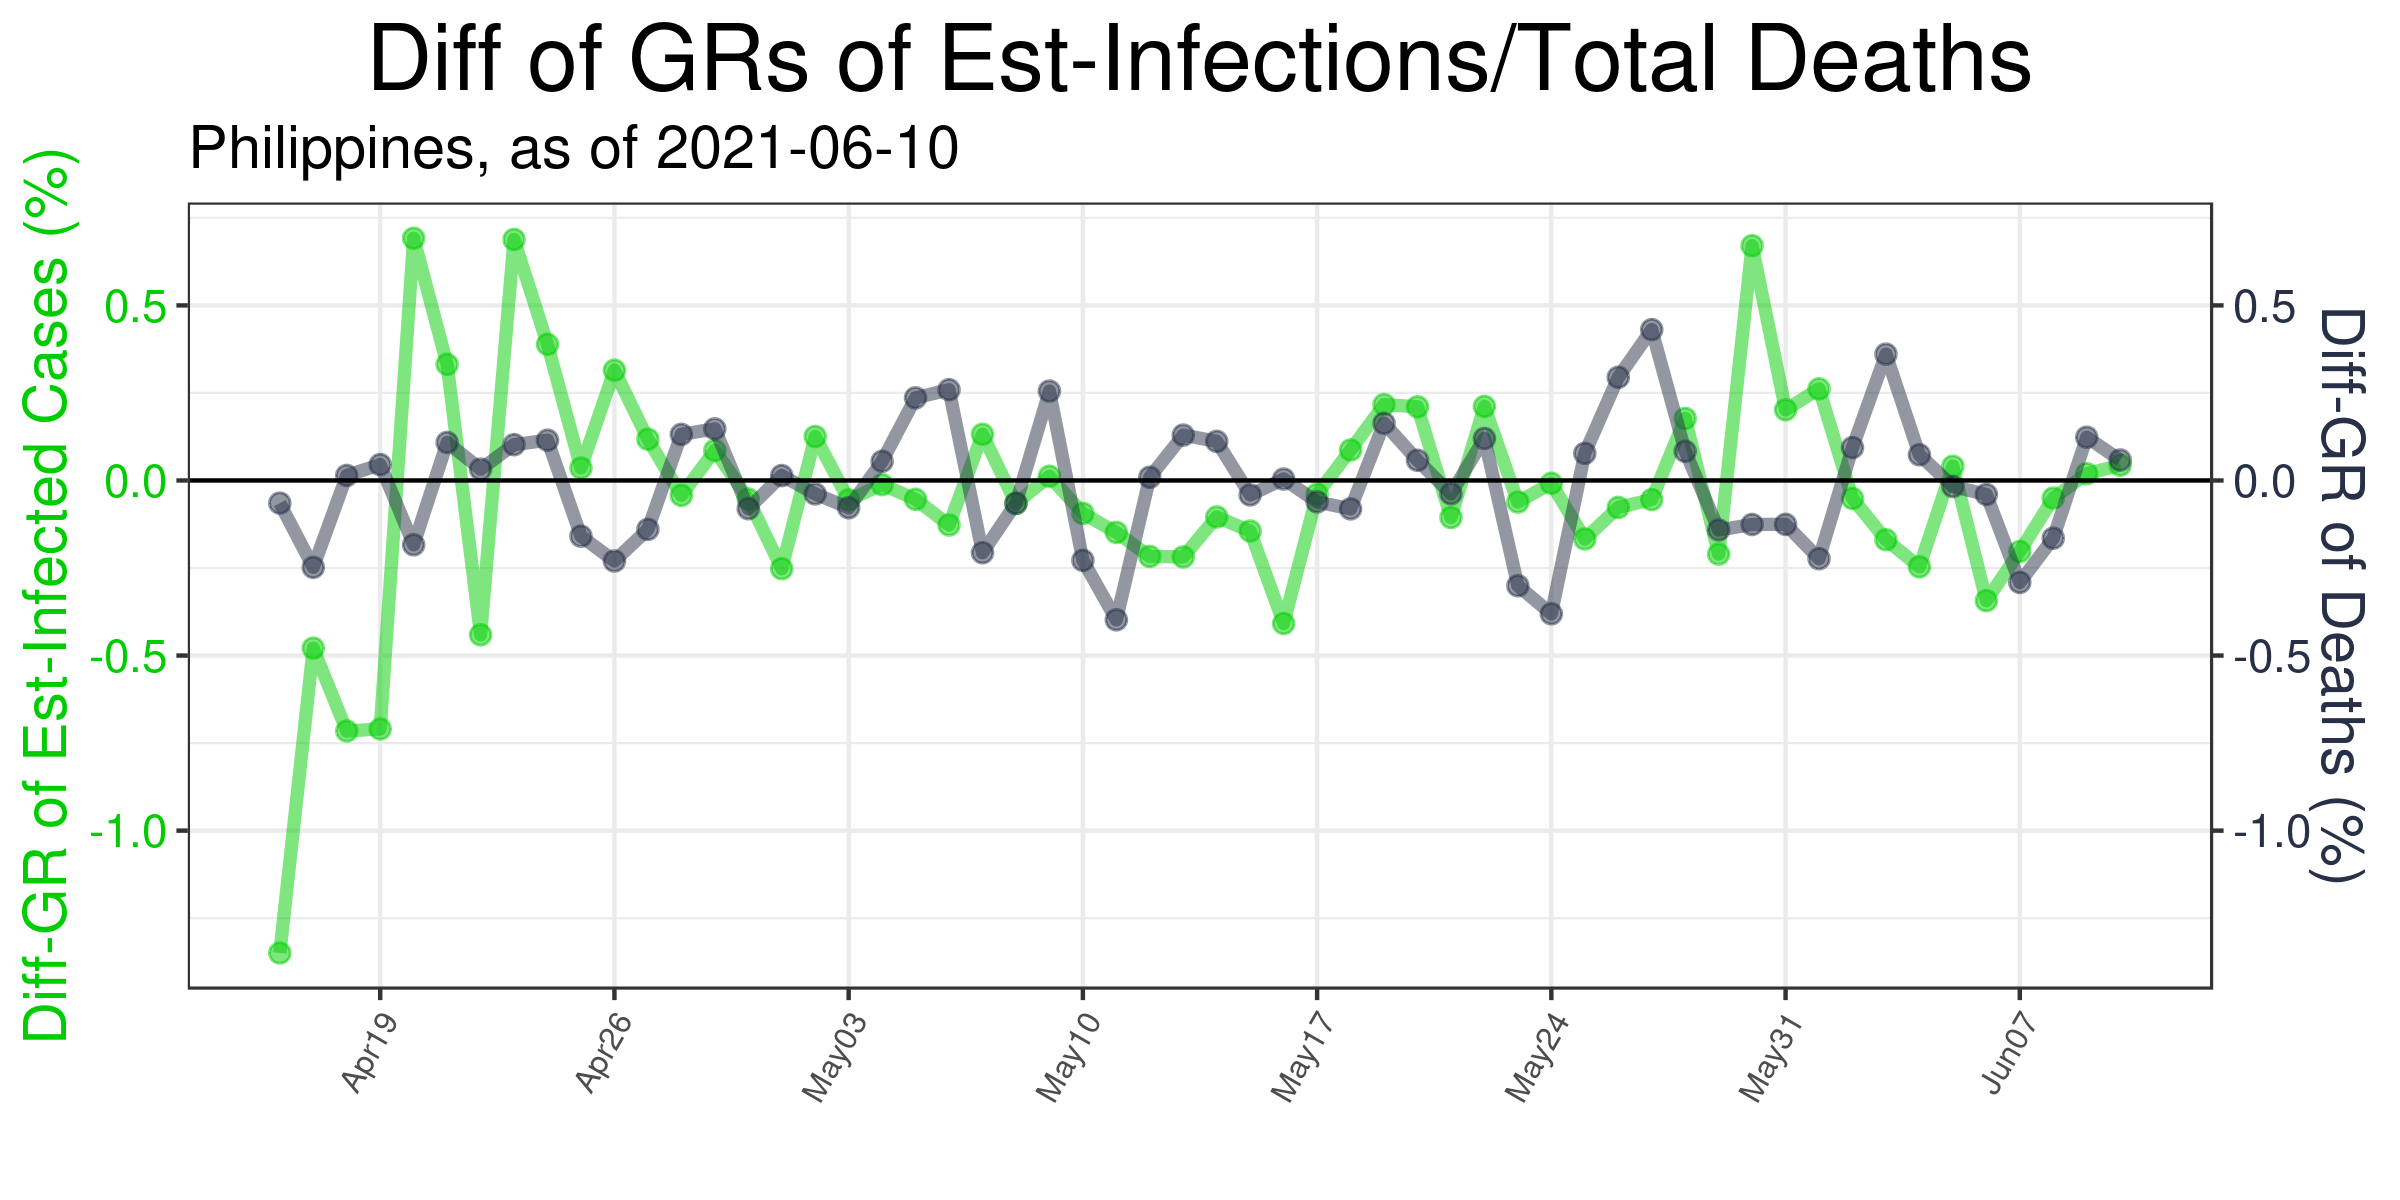 Diff of GRs of Est-Infections/Total Deaths
Philippines, as of 2021-06-10
Diff-GR of Est-Infected Cases (%)
0.5
0.0
-0.5
-1.0
0.5
0.0
-0.5
-1.0
Diff-GR of Deaths (%)
Apr19
Apr26
May03
May10
May17
May24
May31
Jun07